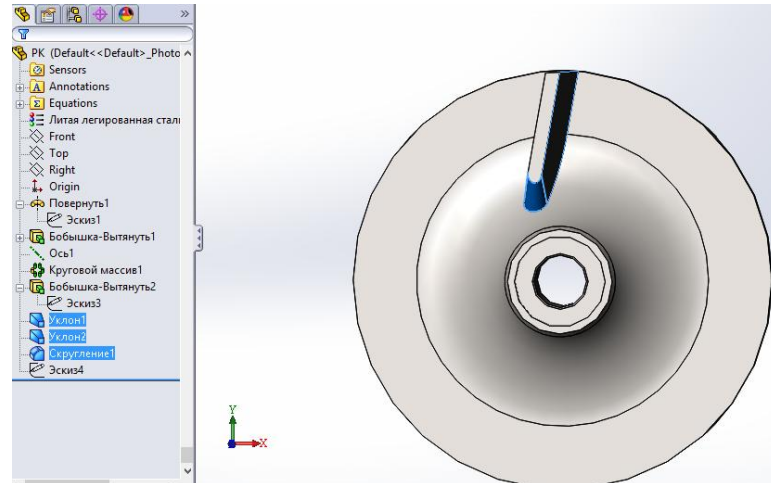 »
PK (Default<<Default>_Photo
Sensors
A Annotations
Σ Equations
Литая легированная стал
Front
Top
Right
Origin
Повернуть1
Эскиз1
Бобышка-Вытянуть1
Ось1
Круговой массив1
Бобышка-Вытянуть2
Эскиз3
Уклон1
Уклон2
Скругление1
Эскиз4
Y
X